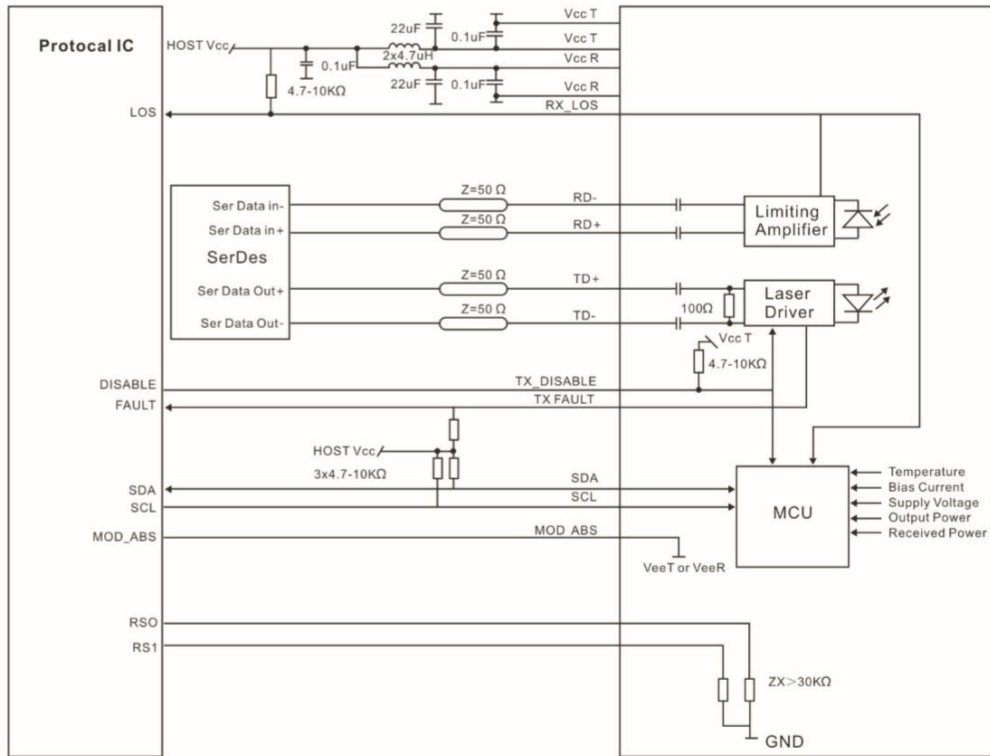 Vcc T
22uF
0.1uF
Protocal IC
HOST Vcc
Vcc T
2x4.7uH
0.1uF
Vcc R
22uF
0.1uF
4.7-10KΩ
Vcc R
LOS
RX_LOS
Z=50 Ω
Ser Data in-
RD-
Limiting
Amplifier
Z=50 Ω
Ser Data in+
RD+
SerDes
Z=50 Ω
Ser Data Out+
TD+
Laser
Driver
100Ω
Z=50 Ω
Ser Data Out-
TD-
Vcc T
4.7-10KΩ
DISABLE
TX_DISABLE
FAULT
TX FAULT
HOST Vcc
3x4.7-10KΩ
SDA
SDA
SCL
SCL
MCU
Temperature
Bias Current
Supply Voltage
Output Power
Received Power
MOD_ABS
MOD ABS
VeeT or VeeR
RSO
RS1
ZX>30KΩ
GND